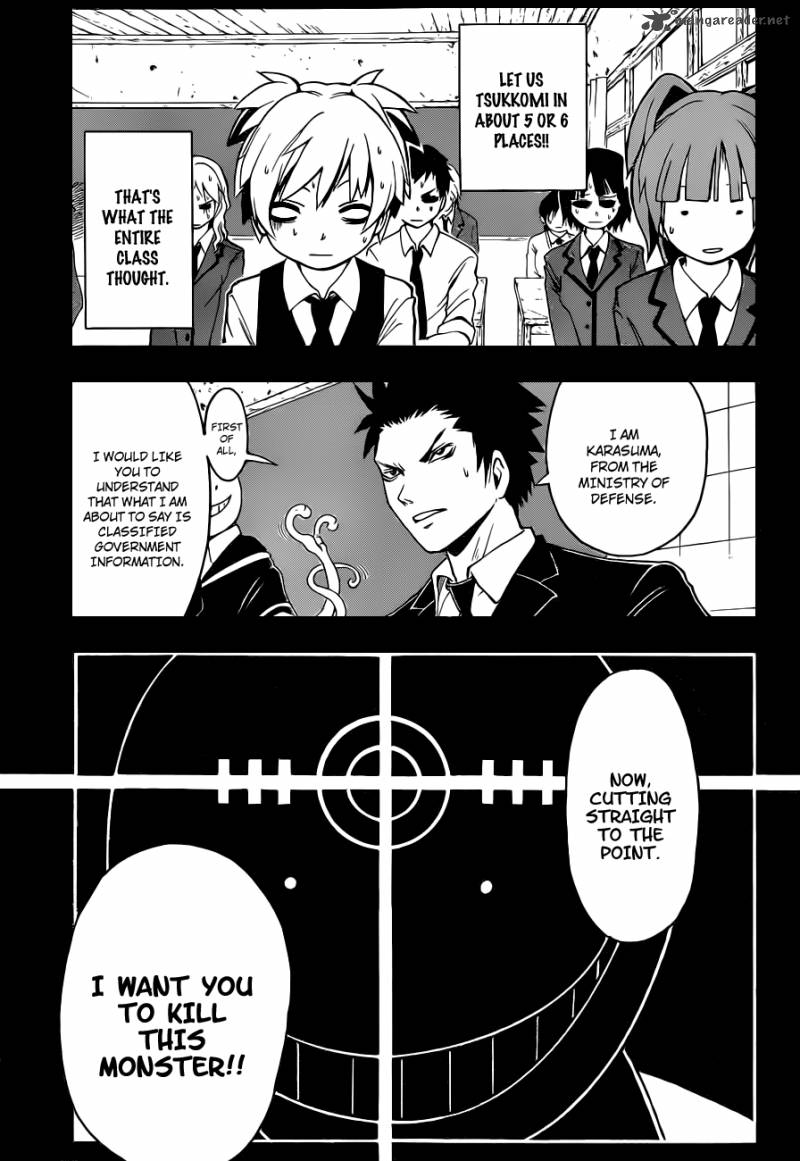 mangareader.net
LET US
TSUKKOMI IN
ABOUT 5 OR 6
PLACES!!
THAT'S
WHAT THE
ENTIRE
CLASS
THOUGHT.
I AM
KARASUMA,
FROM THE
MINISTRY OF
DEFENSE.
FIRST
OF
ALL,
I WOULD LIKE
YOU TO
UNDERSTAND
THAT WHAT I AM
ABOUT TO SAY IS
CLASSIFIED
GOVERNMENT
INFORMATION.
NOW,
CUTTING
STRAIGHT
TO THE
POINT.
I WANT YOU
TO KILL
THIS
MONSTER!!